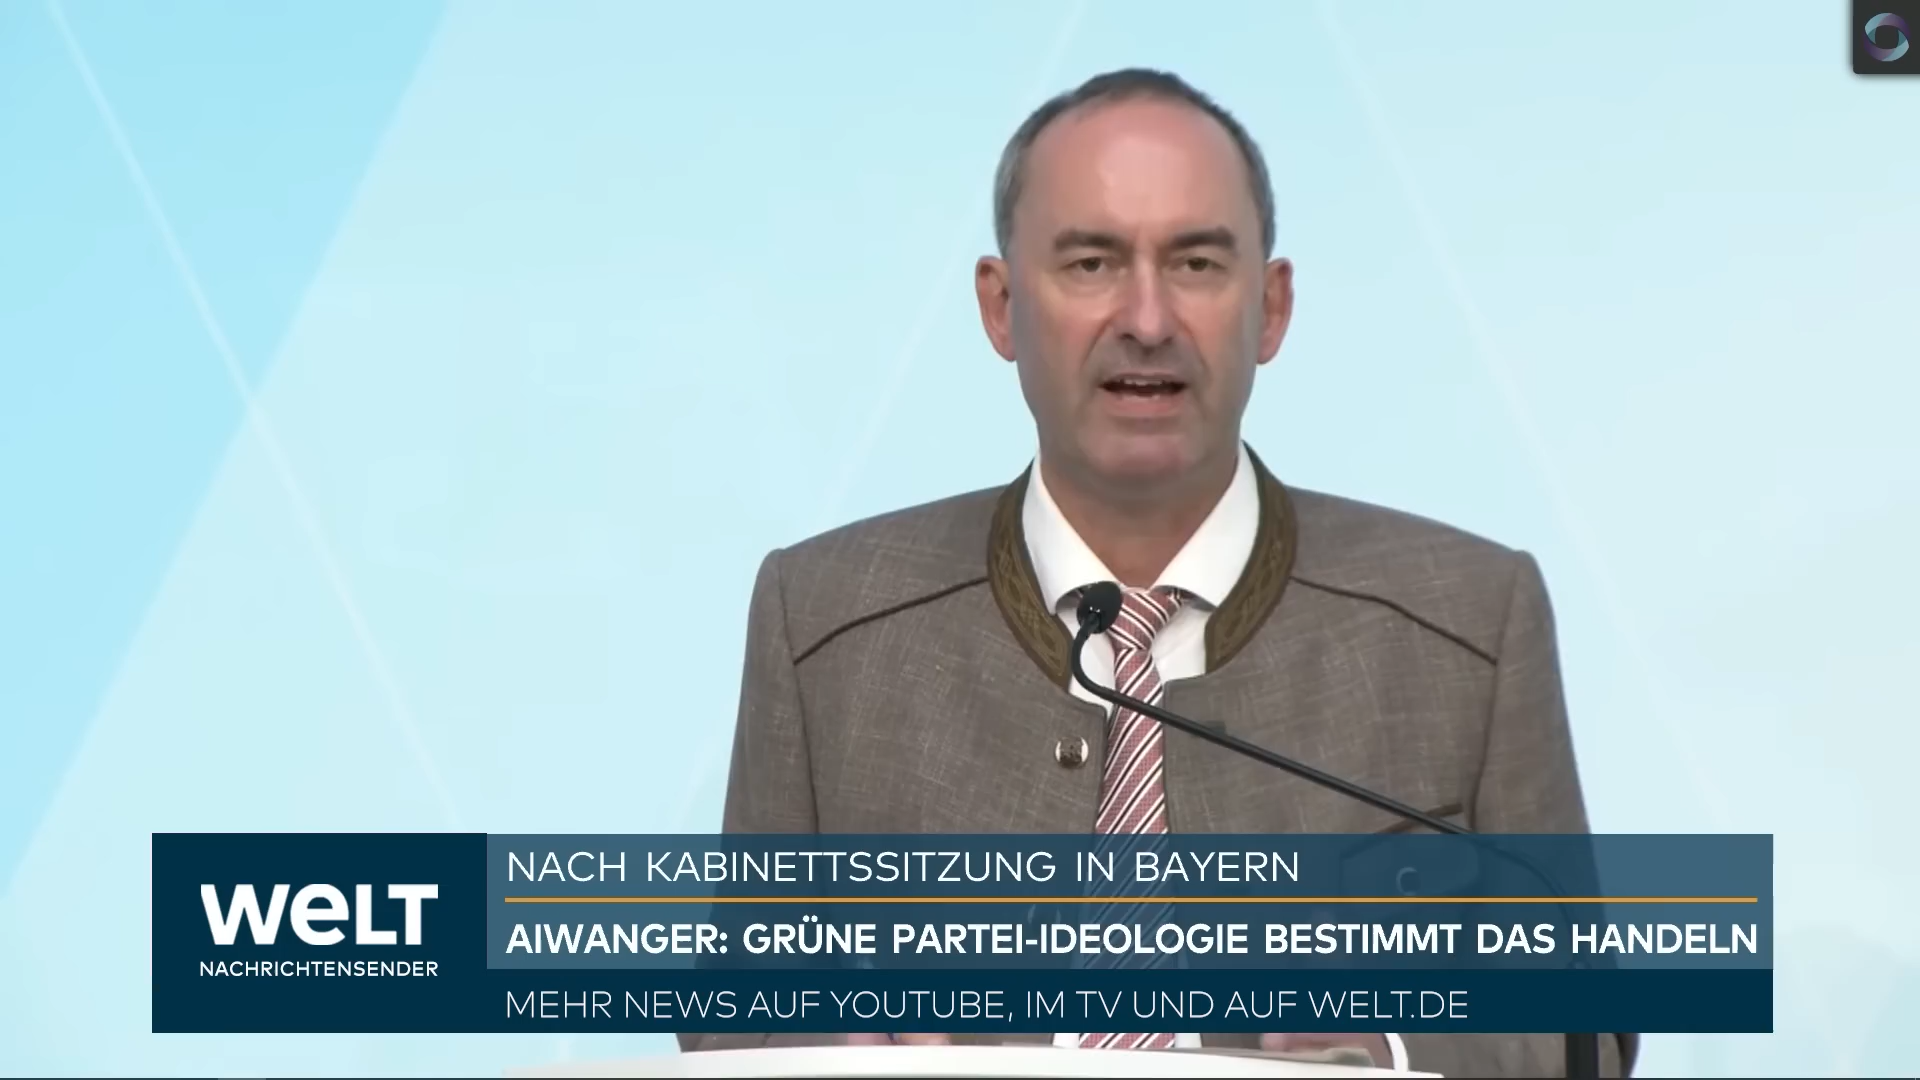 NACH KABINETTSSITZUNG IN BAYERN
AIWANGER: GRÜNE PARTEI-IDEOLOGIE BESTIMMT DAS HANDELN
WELT
NACHRICHTENSENDER
MEHR NEWS AUF YOUTUBE, IM TV UND AUF WELT.DE